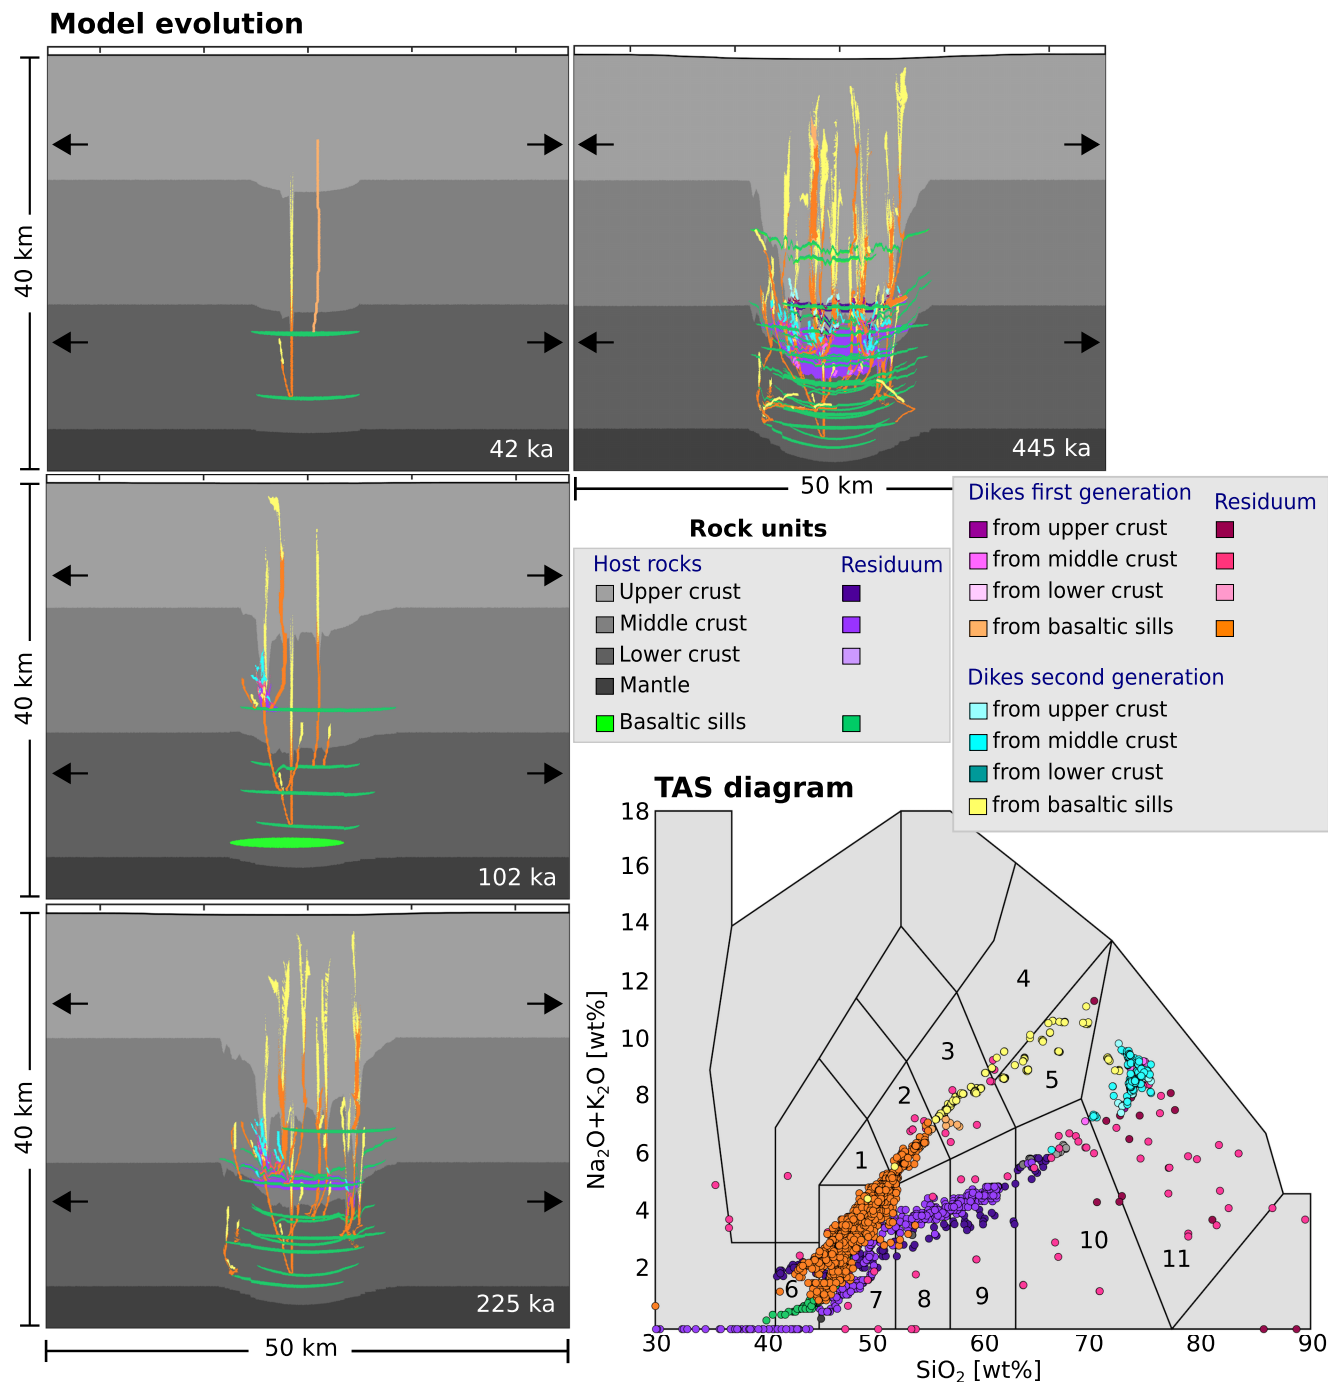 Model evolution
40 km
42 ka
445 ka
50 km
40 km
102 ka
40 km
225 ka
50 km
Rock units
Host rocks
Residuum
Upper crust
Middle crust
Lower crust
Mantle
Basaltic sills
Dikes first generation
Residuum
from upper crust
from middle crust
from lower crust
from basaltic sills
Dikes second generation
from upper crust
from middle crust
from lower crust
from basaltic sills
TAS diagram
18
16
14
12
10
8
6
4
2
Na₂O+K₂O [wt%]
1
2
3
4
5
6
7
8
9
10
11
30
40
50
60
70
80
90
SiO₂ [wt%]